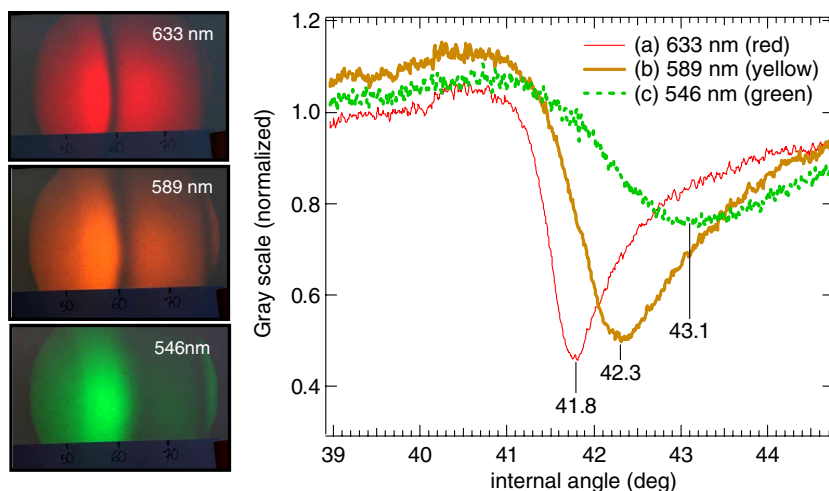 633 nm
50 60 70
589 nm
50 60 70
546nm
50 60 70
1.2
1.0
0.8
0.6
0.4
Gray scale (normalized)
(a) 633 nm (red)
(b) 589 nm (yellow)
(c) 546 nm (green)
43.1
42.3
41.8
39 40 41 42 43 44
internal angle (deg)